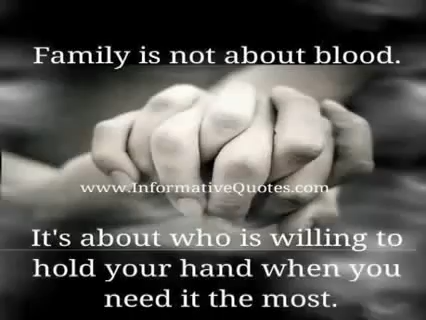 Family is not about blood.
www.InformativeQuotes.com
It's about who is willing to
hold your hand when you
need it the most.